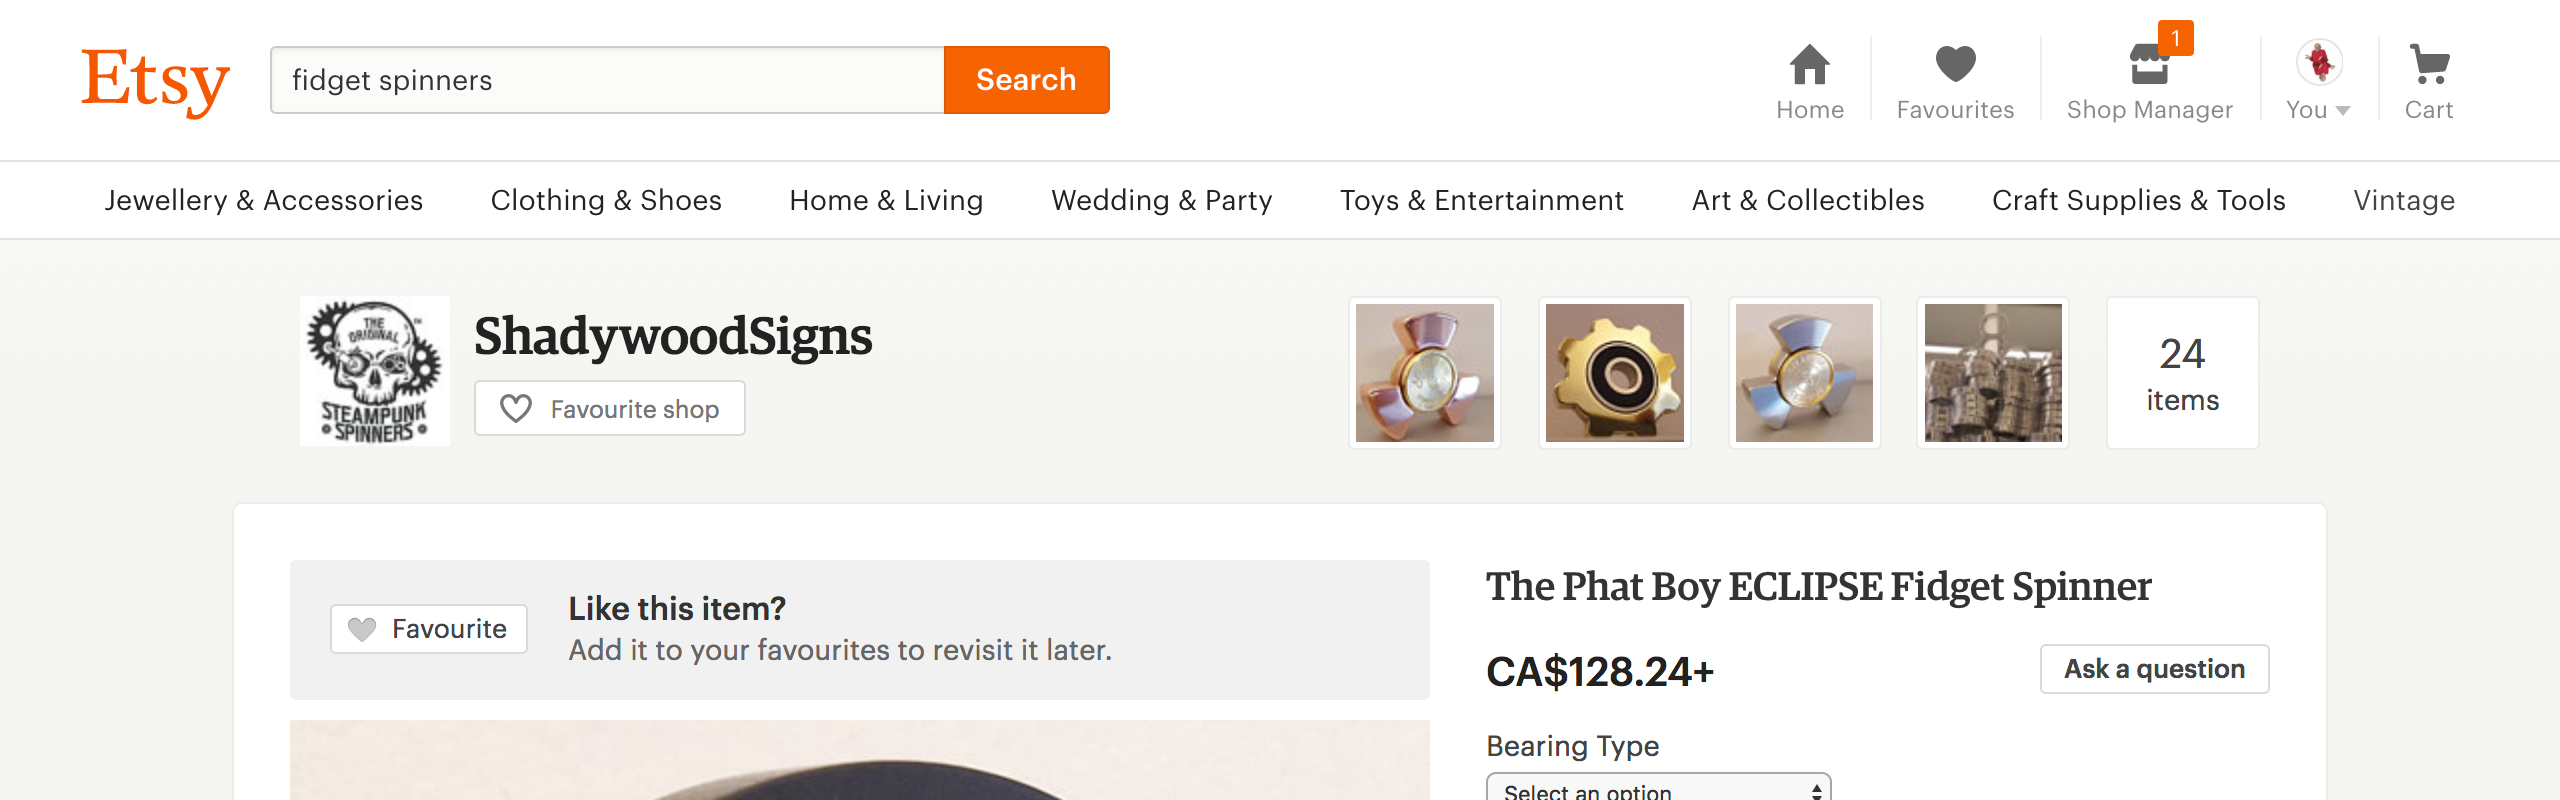 Etsy
fidget spinners
Search
1
Home
Favourites
Shop Manager
You
Cart
Jewellery & Accessories
Clothing & Shoes
Home & Living
Wedding & Party
Toys & Entertainment
Art & Collectibles
Craft Supplies & Tools
Vintage
THE
ORIGINAL
STEAMPUNK
SPINNERS
ShadywoodSigns
Favourite shop
24
items
Favourite
Like this item?
Add it to your favourites to revisit it later.
The Phat Boy ECLIPSE Fidget Spinner
CA$128.24+
Ask a question
Bearing Type
Select an option